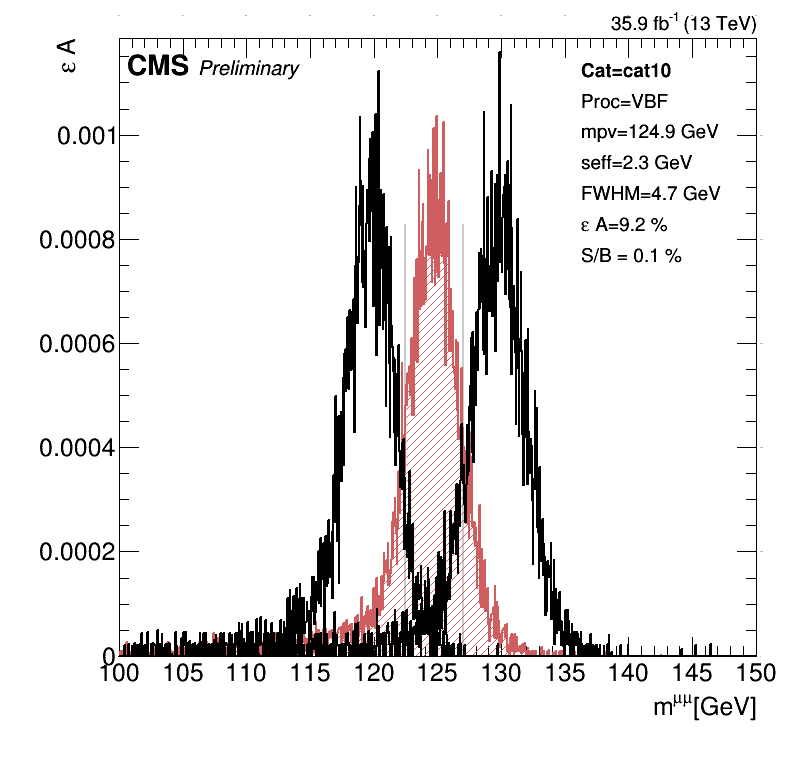 35.9 fb⁻¹ (13 TeV)
CMS Preliminary
ε A
Cat=cat10
Proc=VBF
mpv=124.9 GeV
seff=2.3 GeV
FWHM=4.7 GeV
ε A=9.2 %
S/B = 0.1 %
0.001
0.0008
0.0006
0.0004
0.0002
0
100 105 110 115 120 125 130 135 140 145 150
m^μμ[GeV]